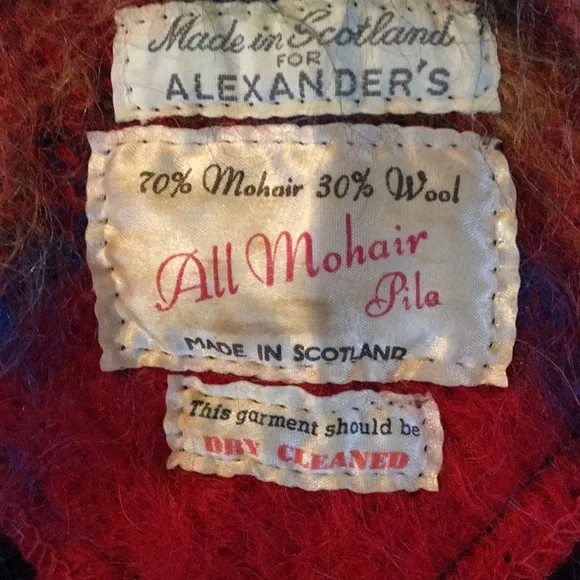 Made in Scotland
FOR
ALEXANDER'S
70% Mohair 30% Wool
All Mohair
Pile
MADE IN SCOTLAND
This garment should be
DRY CLEANED